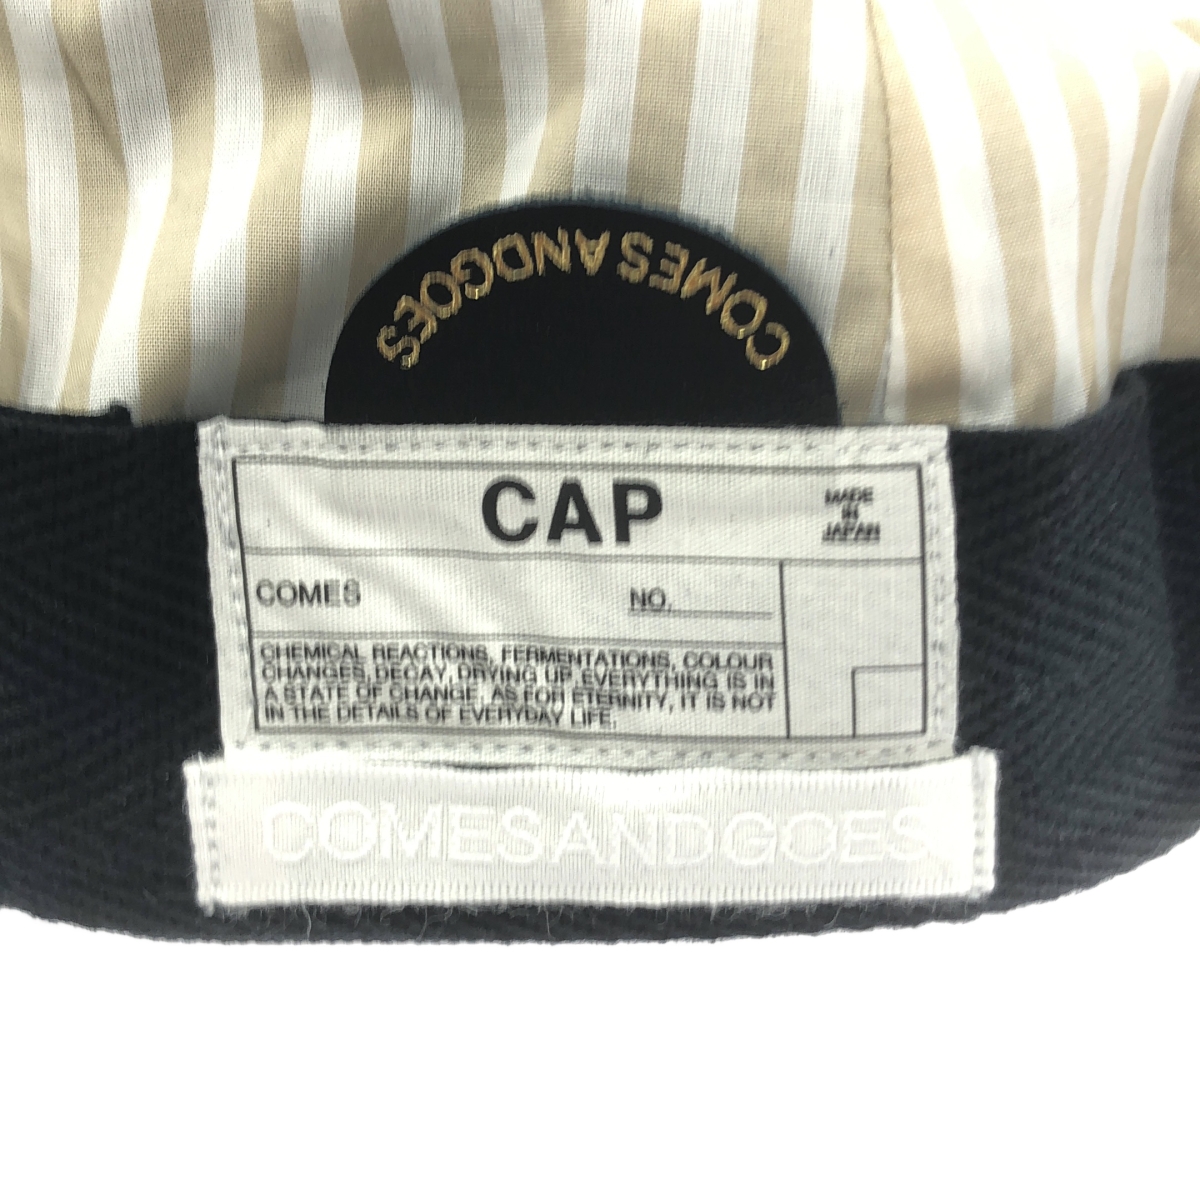 COMESANDGOES
CAP
MADE
IN
JAPAN
COMES
NO.
CHEMICAL REACTIONS, FERMENTATIONS, COLOUR
CHANGES, DECAY, DRYING UP. EVERYTHING IS IN
A STATE OF CHANGE. AS FOR ETERNITY, IT IS NOT
IN THE DETAILS OF EVERYDAY LIFE.
COMESANDGOES